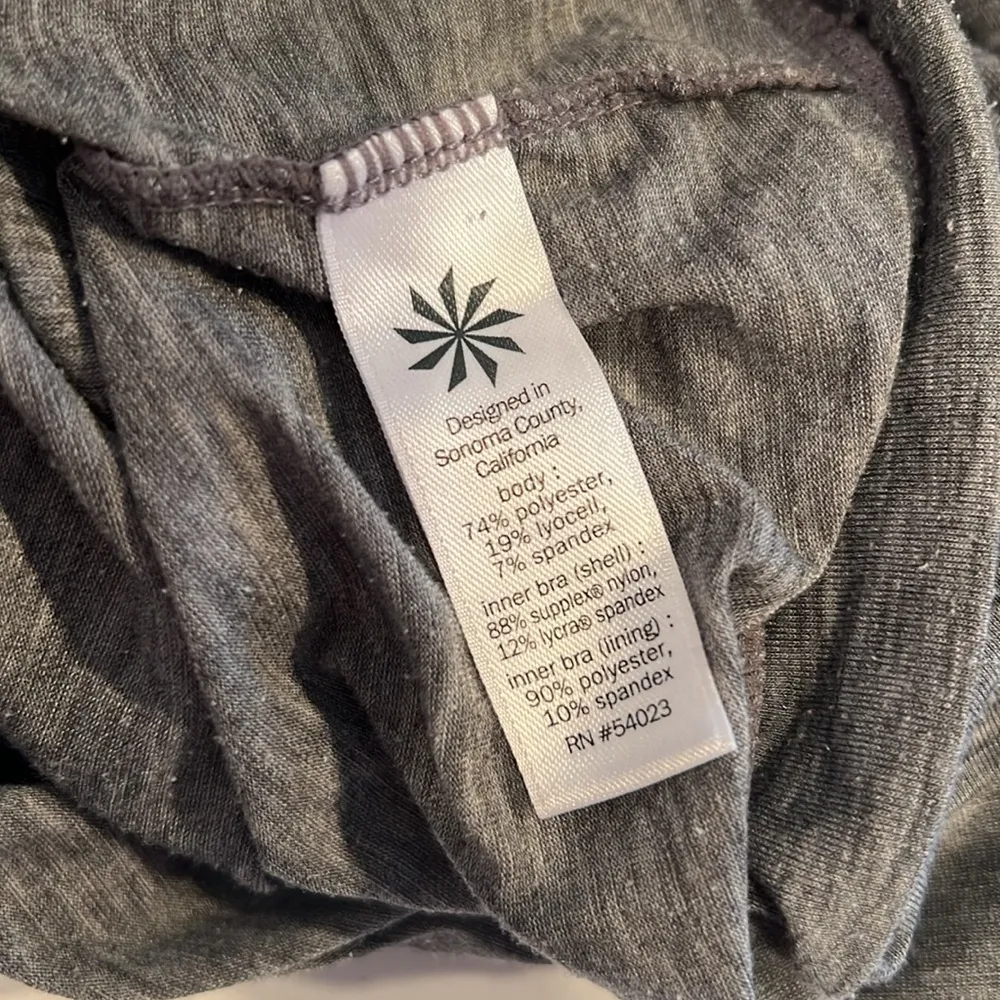 Designed in
Sonoma County,
California
body :
74% polyester,
19% lyocell,
7% spandex
inner bra (shell) :
88% supplex® nylon,
12% lycra® spandex
inner bra (lining) :
90% polyester,
10% spandex
RN #54023